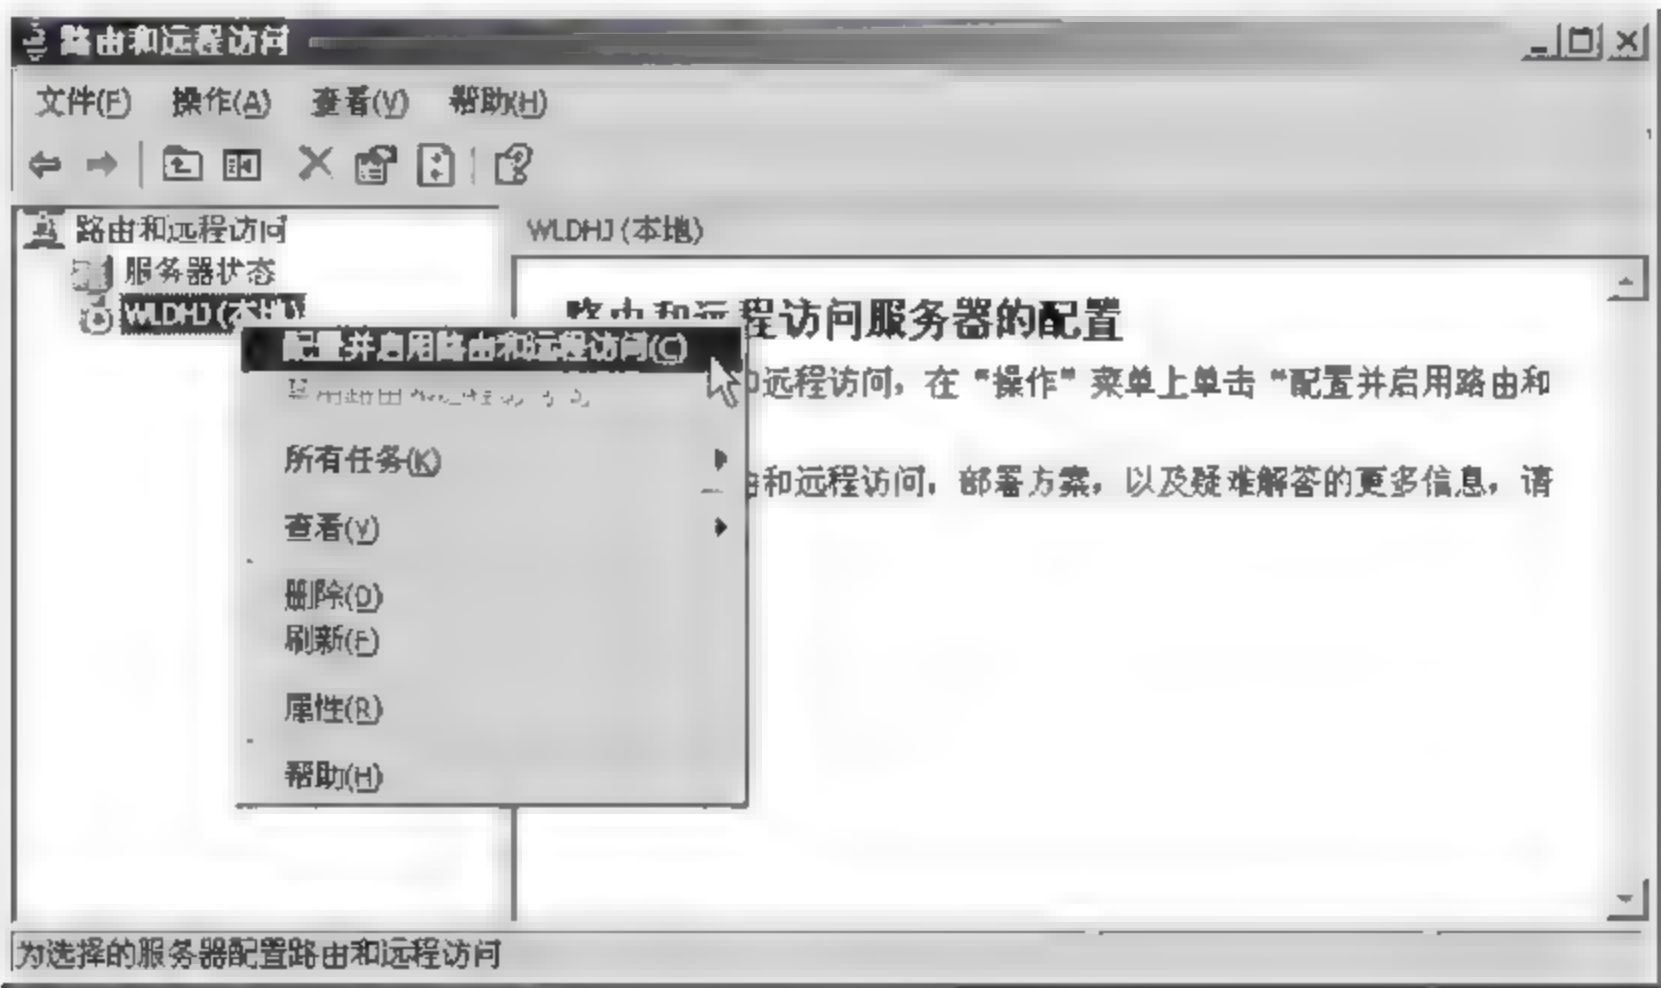 路由和远程访问
文件(F) 操作(A) 查看(V) 帮助(H)
路由和远程访问
服务器状态
WLDHJ(本地)
WLDHJ(本地)
路由和远程访问服务器的配置
远程访问，在“操作”菜单上单击“配置并启用路由和
和远程访问，部署方案，以及疑难解答的更多信息，请
配置并启用路由和远程访问(C)
所有任务(K)
查看(V)
删除(D)
刷新(F)
属性(R)
帮助(H)
为选择的服务器配置路由和远程访问